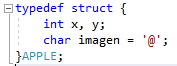 typedef struct {
    int x, y;
    char imagen = '@';
}APPLE;